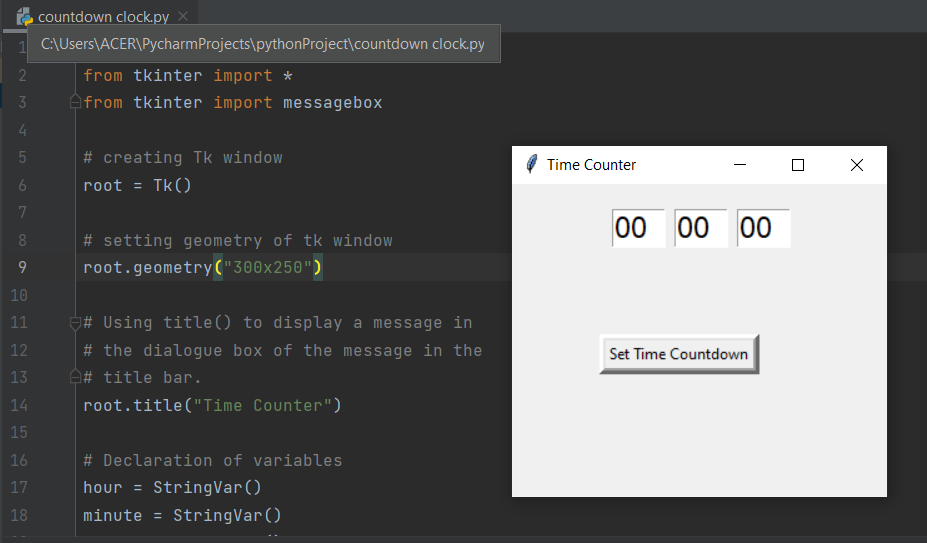 countdown clock.py
C:\Users\ACER\PycharmProjects\pythonProject\countdown clock.py
1
2 from tkinter import *
3 from tkinter import messagebox
4
5 # creating Tk window
6 root = Tk()
7
8 # setting geometry of tk window
9 root.geometry("300x250")
10
11 # Using title() to display a message in
12 # the dialogue box of the message in the
13 # title bar.
14 root.title("Time Counter")
15
16 # Declaration of variables
17 hour = StringVar()
18 minute = StringVar()
Time Counter
00 00 00
Set Time Countdown